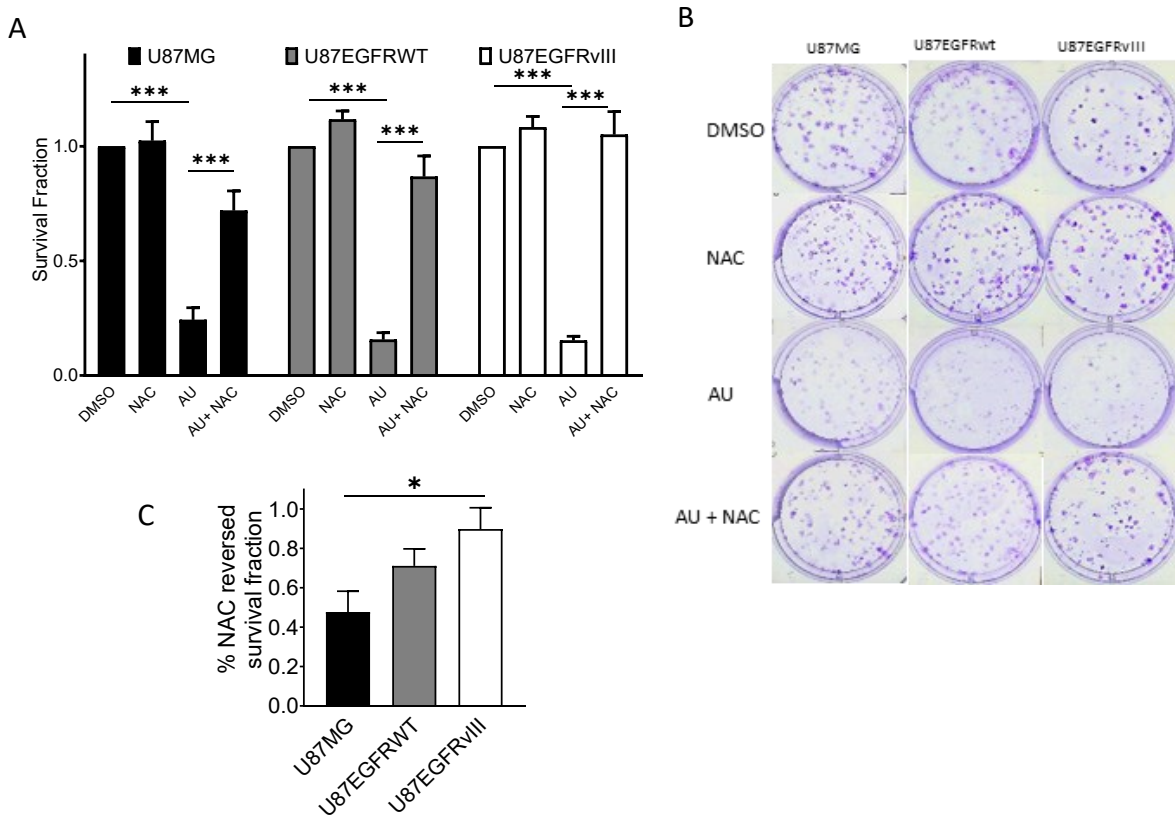 A
U87MG
U87EGFRWT
U87EGFRvIII
***
***
***
***
***
***
Survival Fraction
1.0
0.5
0.0
DMSO
NAC
AU
AU+ NAC
DMSO
NAC
AU
AU+ NAC
DMSO
NAC
AU
AU+ NAC
B
U87MG
U87EGFRwt
U87EGFRvIII
DMSO
NAC
AU
AU + NAC
C
*
% NAC reversed
survival fraction
1.0
0.8
0.6
0.4
0.2
0.0
U87MG
U87EGFRWT
U87EGFRvIII